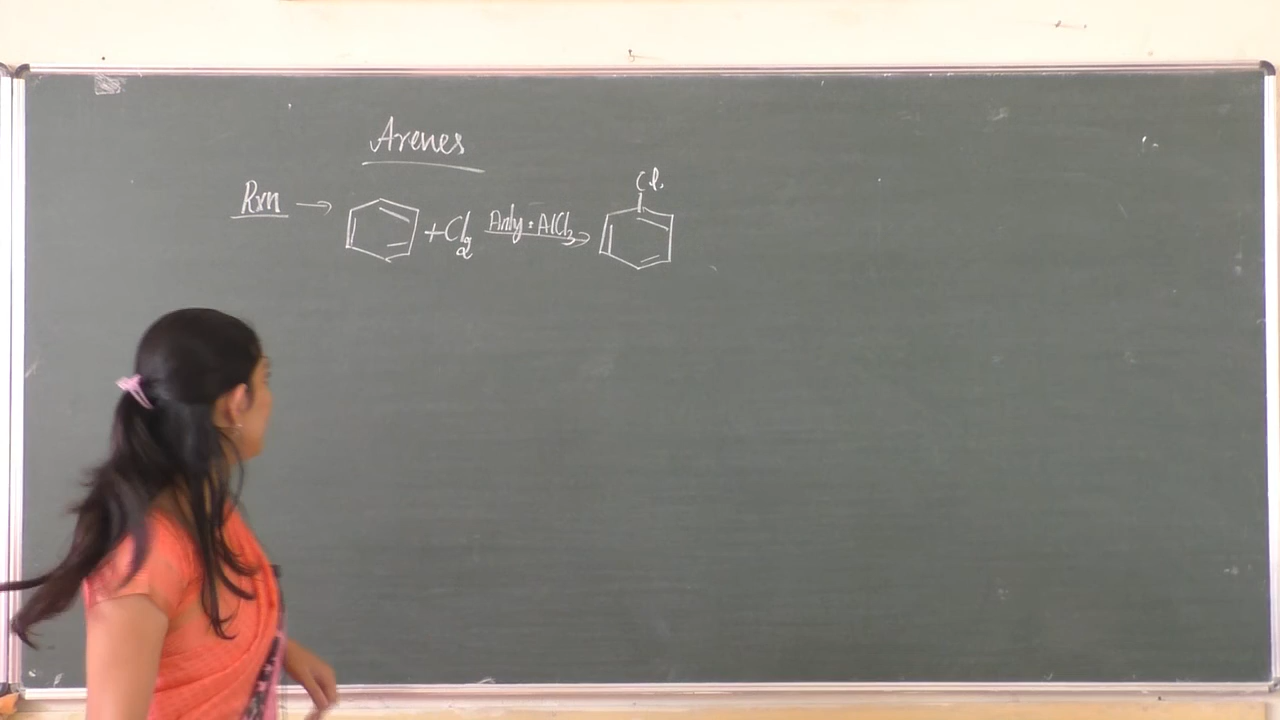 Arenes
Rxn → + Cl2 Anhy: AlCl3 → Cl